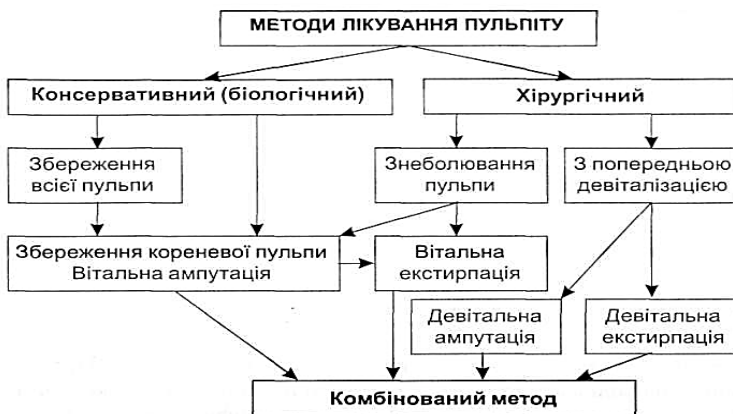 МЕТОДИ ЛІКУВАННЯ ПУЛЬПІТУ
Консервативний (біологічний)
Хірургічний
Збереження
всієї пульпи
Знеболювання
пульпи
З попередньою
девіталізацією
Збереження кореневої пульпи
Вітальна ампутація
Вітальна
екстирпація
Девітальна
ампутація
Девітальна
екстирпація
Комбінований метод